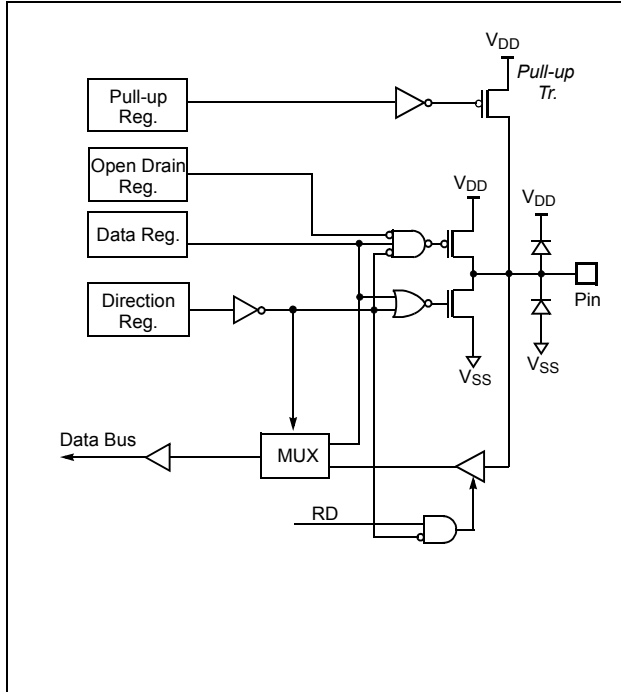 VDD
Pull-up
Tr.
Pull-up
Reg.
Open Drain
Reg.
VDD
VDD
Data Reg.
Direction
Reg.
Pin
VSS
VSS
Data Bus
MUX
RD